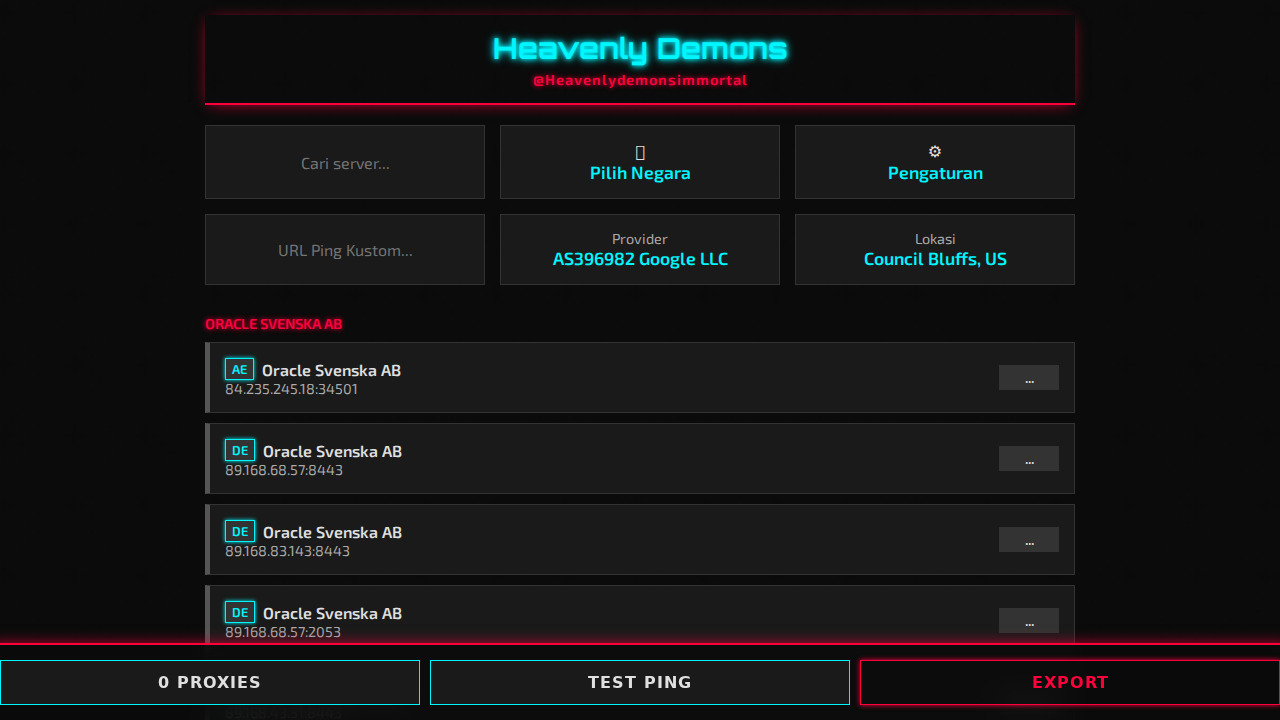 Heavenly Demons
@Heavenlydemonsimmortal
Cari server...
Pilih Negara
⚙
Pengaturan
URL Ping Kustom...
Provider
AS396982 Google LLC
Lokasi
Council Bluffs, US
ORACLE SVENSKA AB
AE Oracle Svenska AB
84.235.245.18:34501
...
DE Oracle Svenska AB
89.168.68.57:8443
...
DE Oracle Svenska AB
89.168.83.143:8443
...
DE Oracle Svenska AB
89.168.68.57:2053
...
0 PROXIES
TEST PING
EXPORT